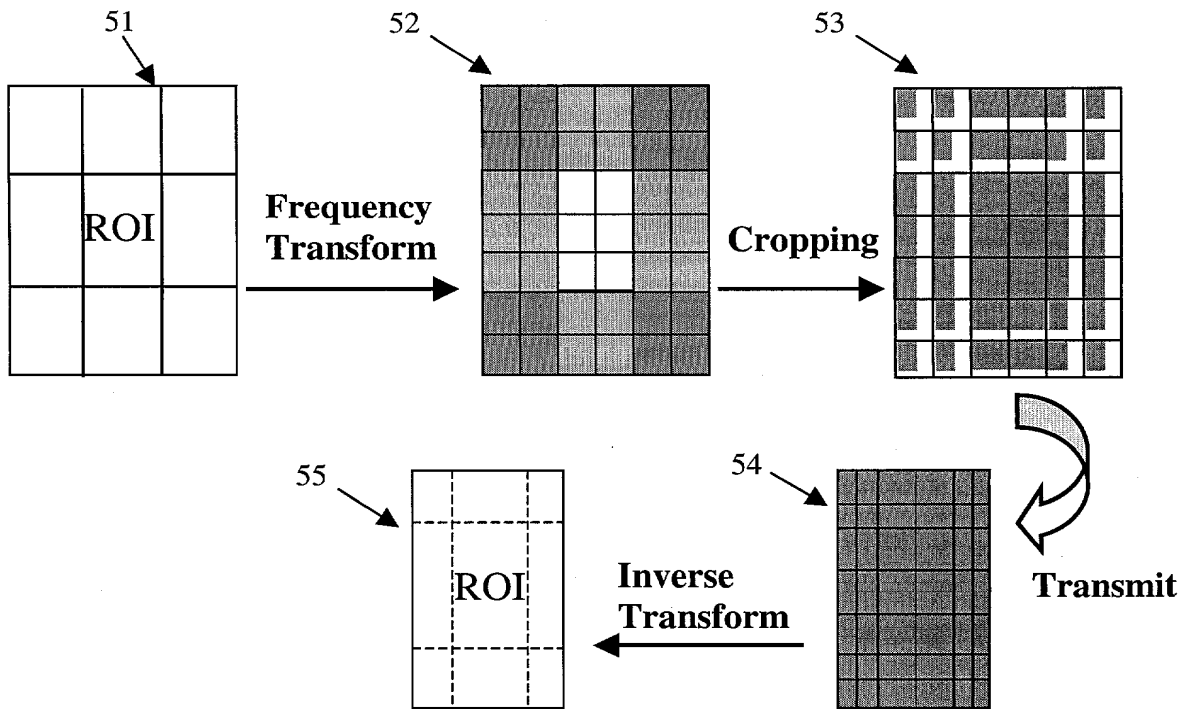 51
52
53
ROI
Frequency
Transform
Cropping
55
54
ROI
Inverse
Transform
Transmit